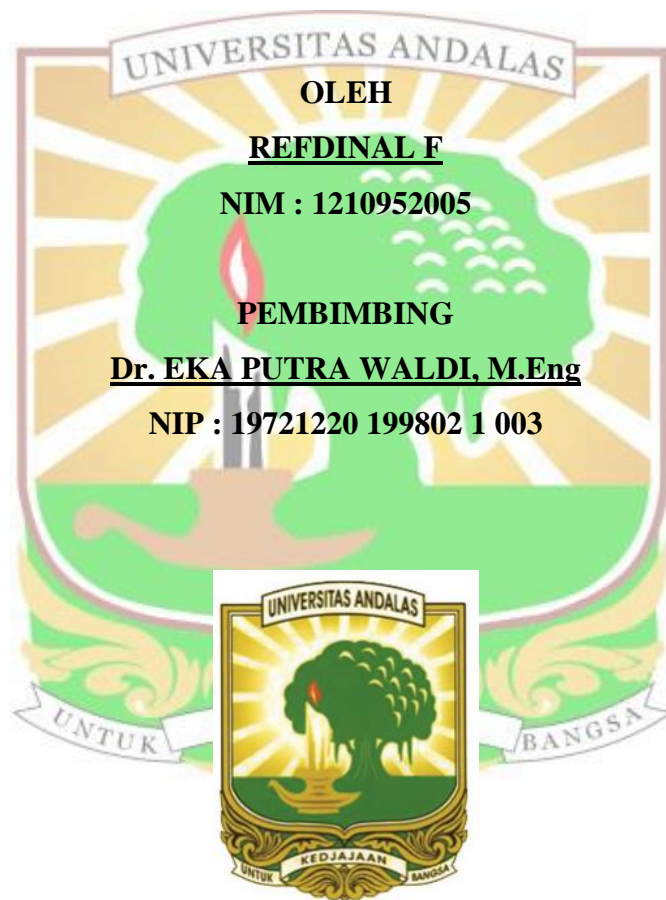 UNIVERSITAS ANDALAS
OLEH
REFDINAL F
NIM : 1210952005
PEMBIMBING
Dr. EKA PUTRA WALDI, M.Eng
NIP : 19721220 199802 1 003
UNIVERSITAS ANDALAS
UNTUK
BANGSA
KEDJAJAAN
UNTUK
BANGSA